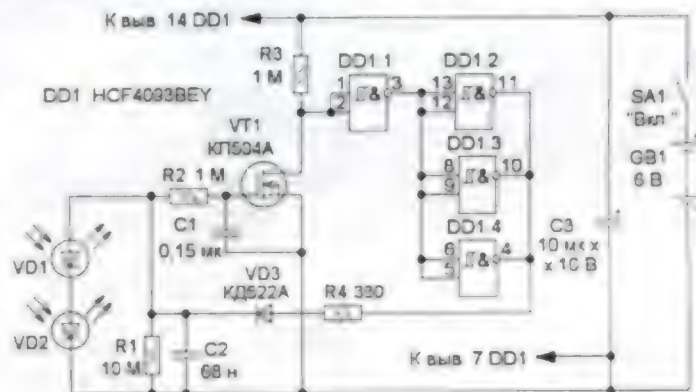 К выв 14 DD1
DD1 HCF4093BEY
R3
1 М
DD1 1
1
2
&
3
DD1 2
13
12
&
11
SA1
"Вкл"
GB1
6 В
VT1
КП504А
R2 1 М
C1
0,15 мк
DD1 3
8
9
&
10
DD1 4
6
5
&
4
C3
10 мк х
х 10 В
VD1
VD2
VD3
КД522А
R4 330
R1
10 М
C2
68 н
К выв 7 DD1